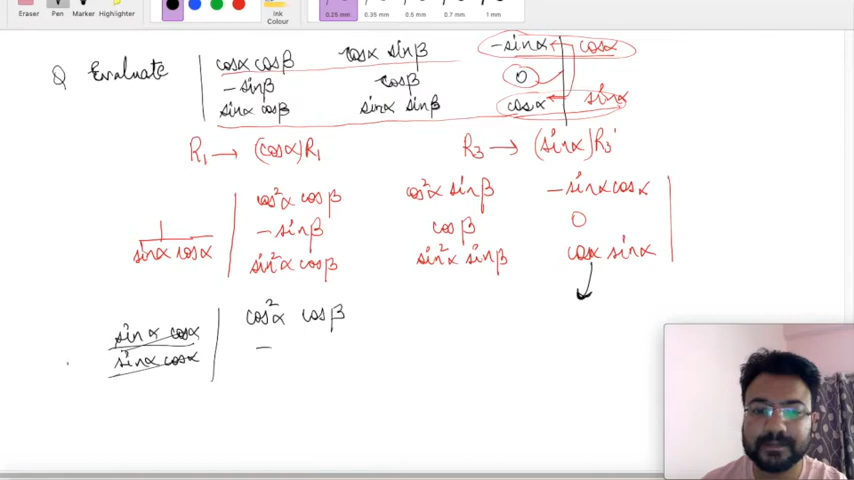 Eraser Pen Marker Highlighter Ink Colour 0.25 mm 0.35 mm 0.5 mm 0.7 mm 1 mm
Q Evaluate | cosα cosβ cosα sinβ -sinα | cosα
-sinβ cosβ 0
sinα cosβ sinα sinβ cosα | sinα
R₁ → (cosα)R₁ R₃ → (sinα)R₃'
1/sinα cosα | cos²α cosβ cos²α sinβ -sinα cosα |
-sinβ cosβ 0
sin²α cosβ sin²α sinβ cosα sinα
sinα cosα/sinα cosα | cos²α cosβ
-